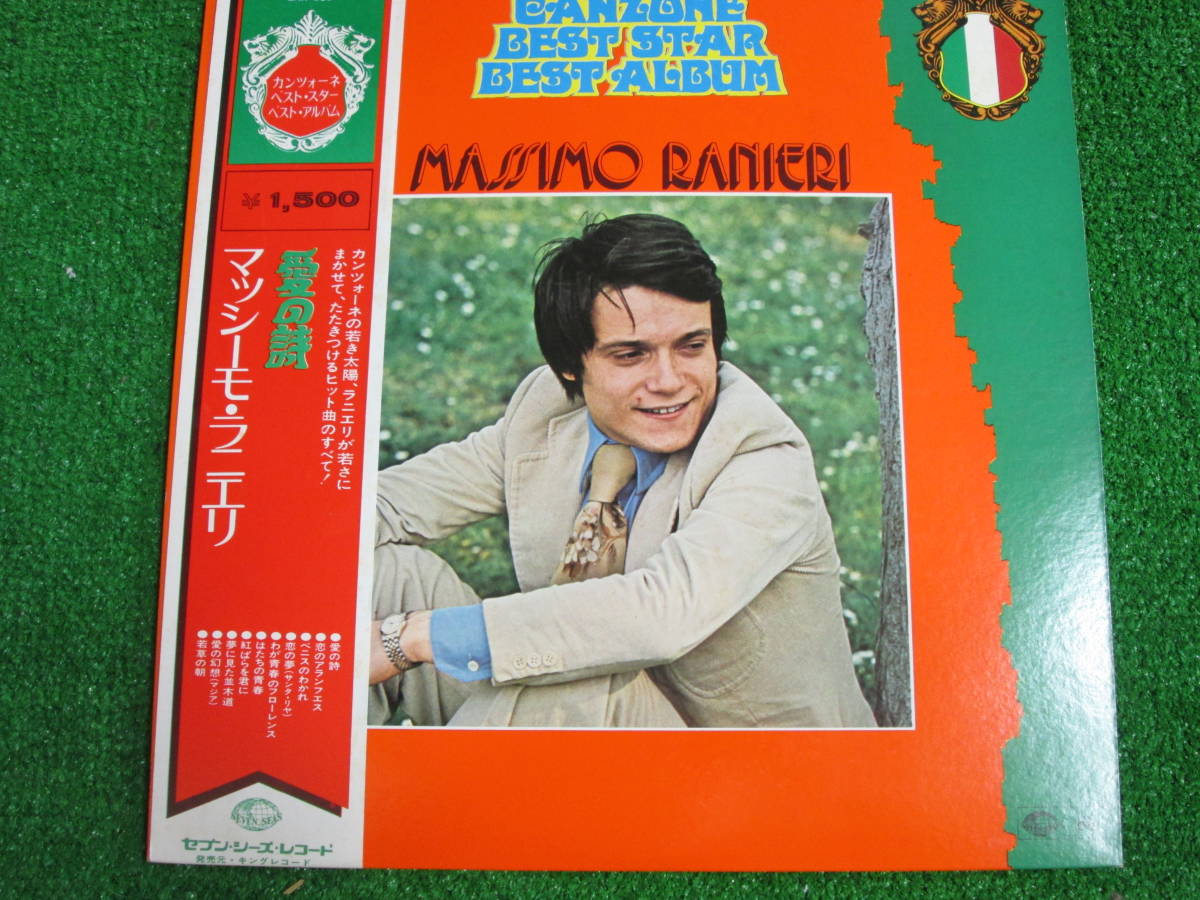 CANZONE
BEST STAR
BEST ALBUM
MASSIMO RANIERI
カンツォーネ
ベスト・スター
ベスト・アルバム
¥1,500
カンツォーネの若き太陽、ラニエリが若さに
まかせて、たたきつけるヒット曲のすべて!
愛の詩
マッシーモ・ラニエリ
●愛の詩
●恋のアランフエス
●ベニスのわかれ
●恋の夢(サンタ・リヤ)
●わが青春のフローレンス
●はたちの青春
●紅ばらを君に
●夢に見た並木道
●愛の幻想(マシア)
●若草の朝
SEVEN SEAS
セブン・シーズ・レコード
発売元・キングレコード